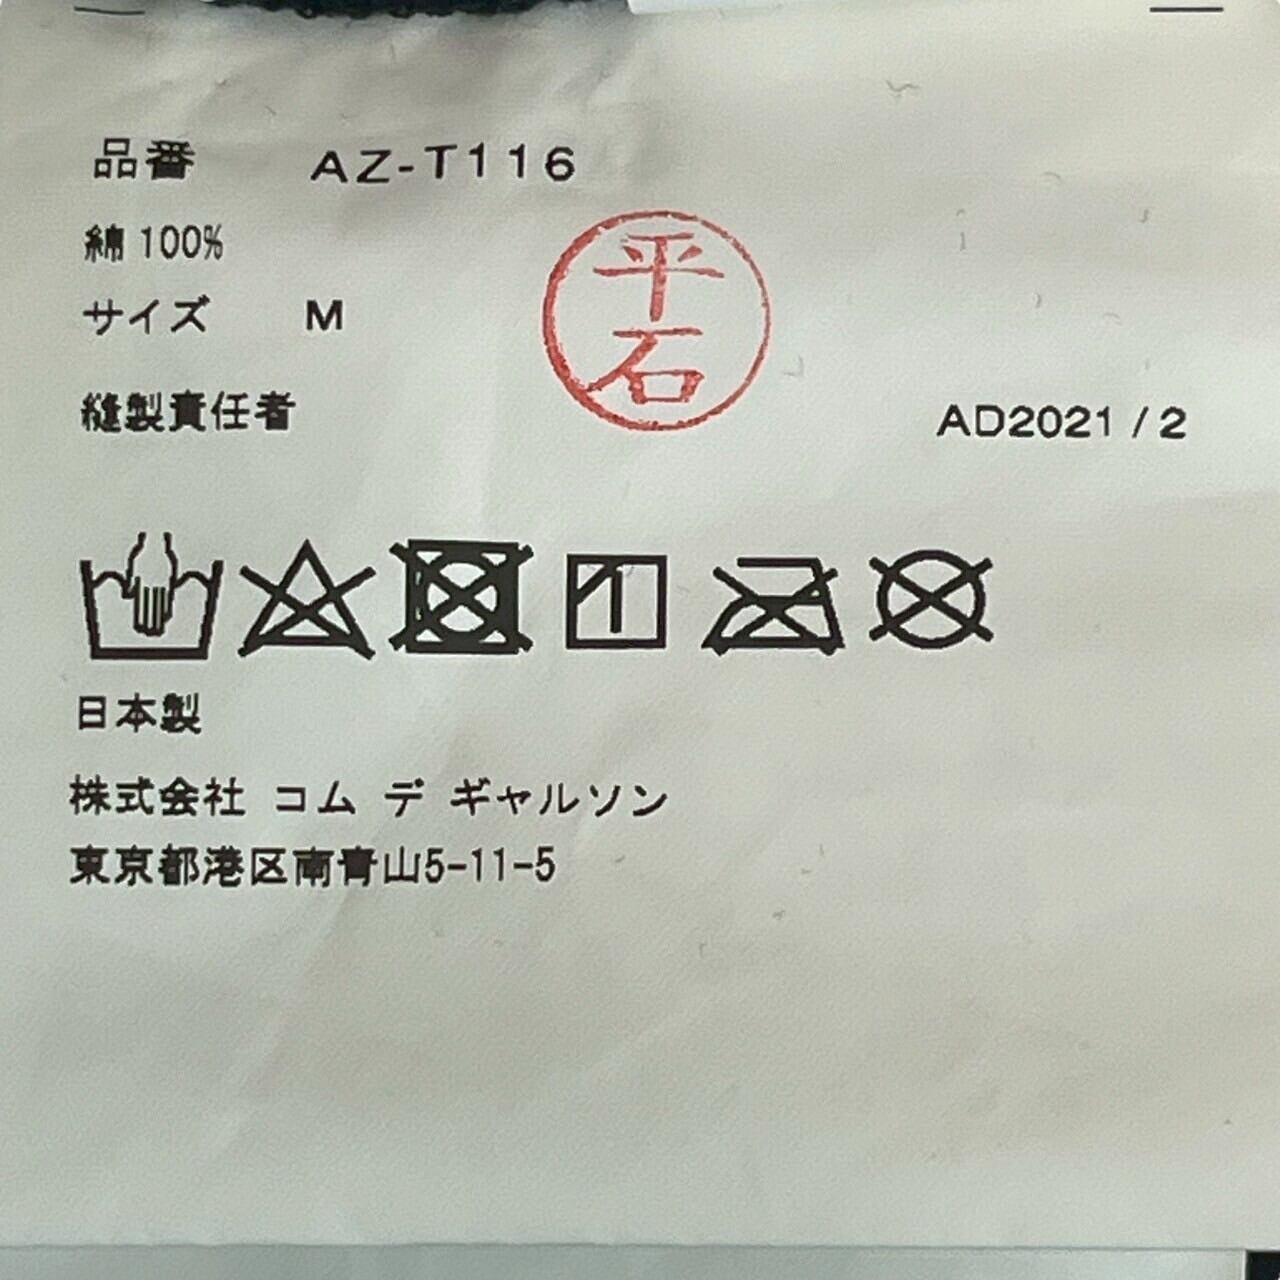 品番 AZ-T116
綿 100%
サイズ M
平石
縫製責任者
AD2021 / 2
日本製
株式会社 コム デ ギャルソン
東京都港区南青山5-11-5